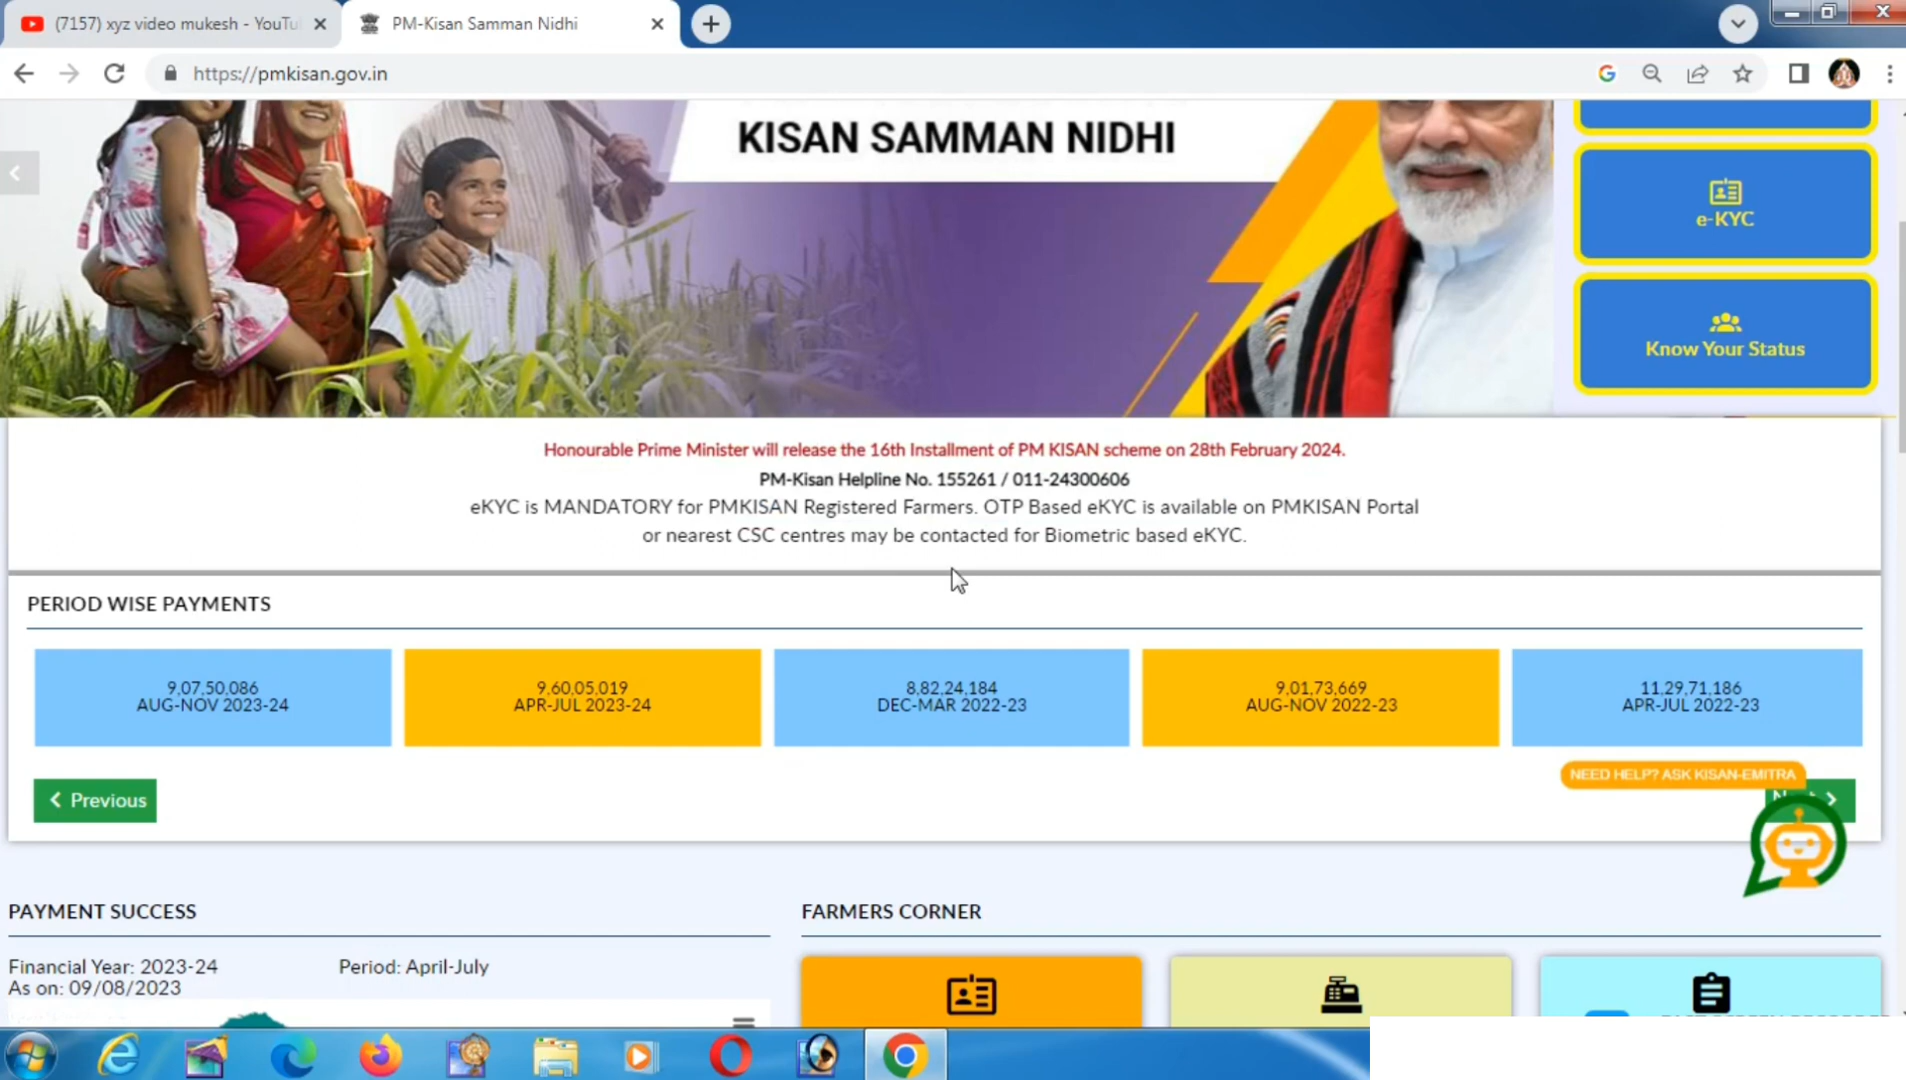 (7157) xyz video mukesh - YouTu
PM-Kisan Samman Nidhi
https://pmkisan.gov.in
KISAN SAMMAN NIDHI
e-KYC
Know Your Status
Honourable Prime Minister will release the 16th Installment of PM KISAN scheme on 28th February 2024.
PM-Kisan Helpline No. 155261 / 011-24300606
eKYC is MANDATORY for PMKISAN Registered Farmers. OTP Based eKYC is available on PMKISAN Portal
or nearest CSC centres may be contacted for Biometric based eKYC.
PERIOD WISE PAYMENTS
9,07,50,086
AUG-NOV 2023-24
9,60,05,019
APR-JUL 2023-24
8,82,24,184
DEC-MAR 2022-23
9,01,73,669
AUG-NOV 2022-23
11,29,71,186
APR-JUL 2022-23
NEED HELP? ASK KISAN-EMITRA
Previous
PAYMENT SUCCESS
FARMERS CORNER
Financial Year: 2023-24
Period: April-July
As on: 09/08/2023